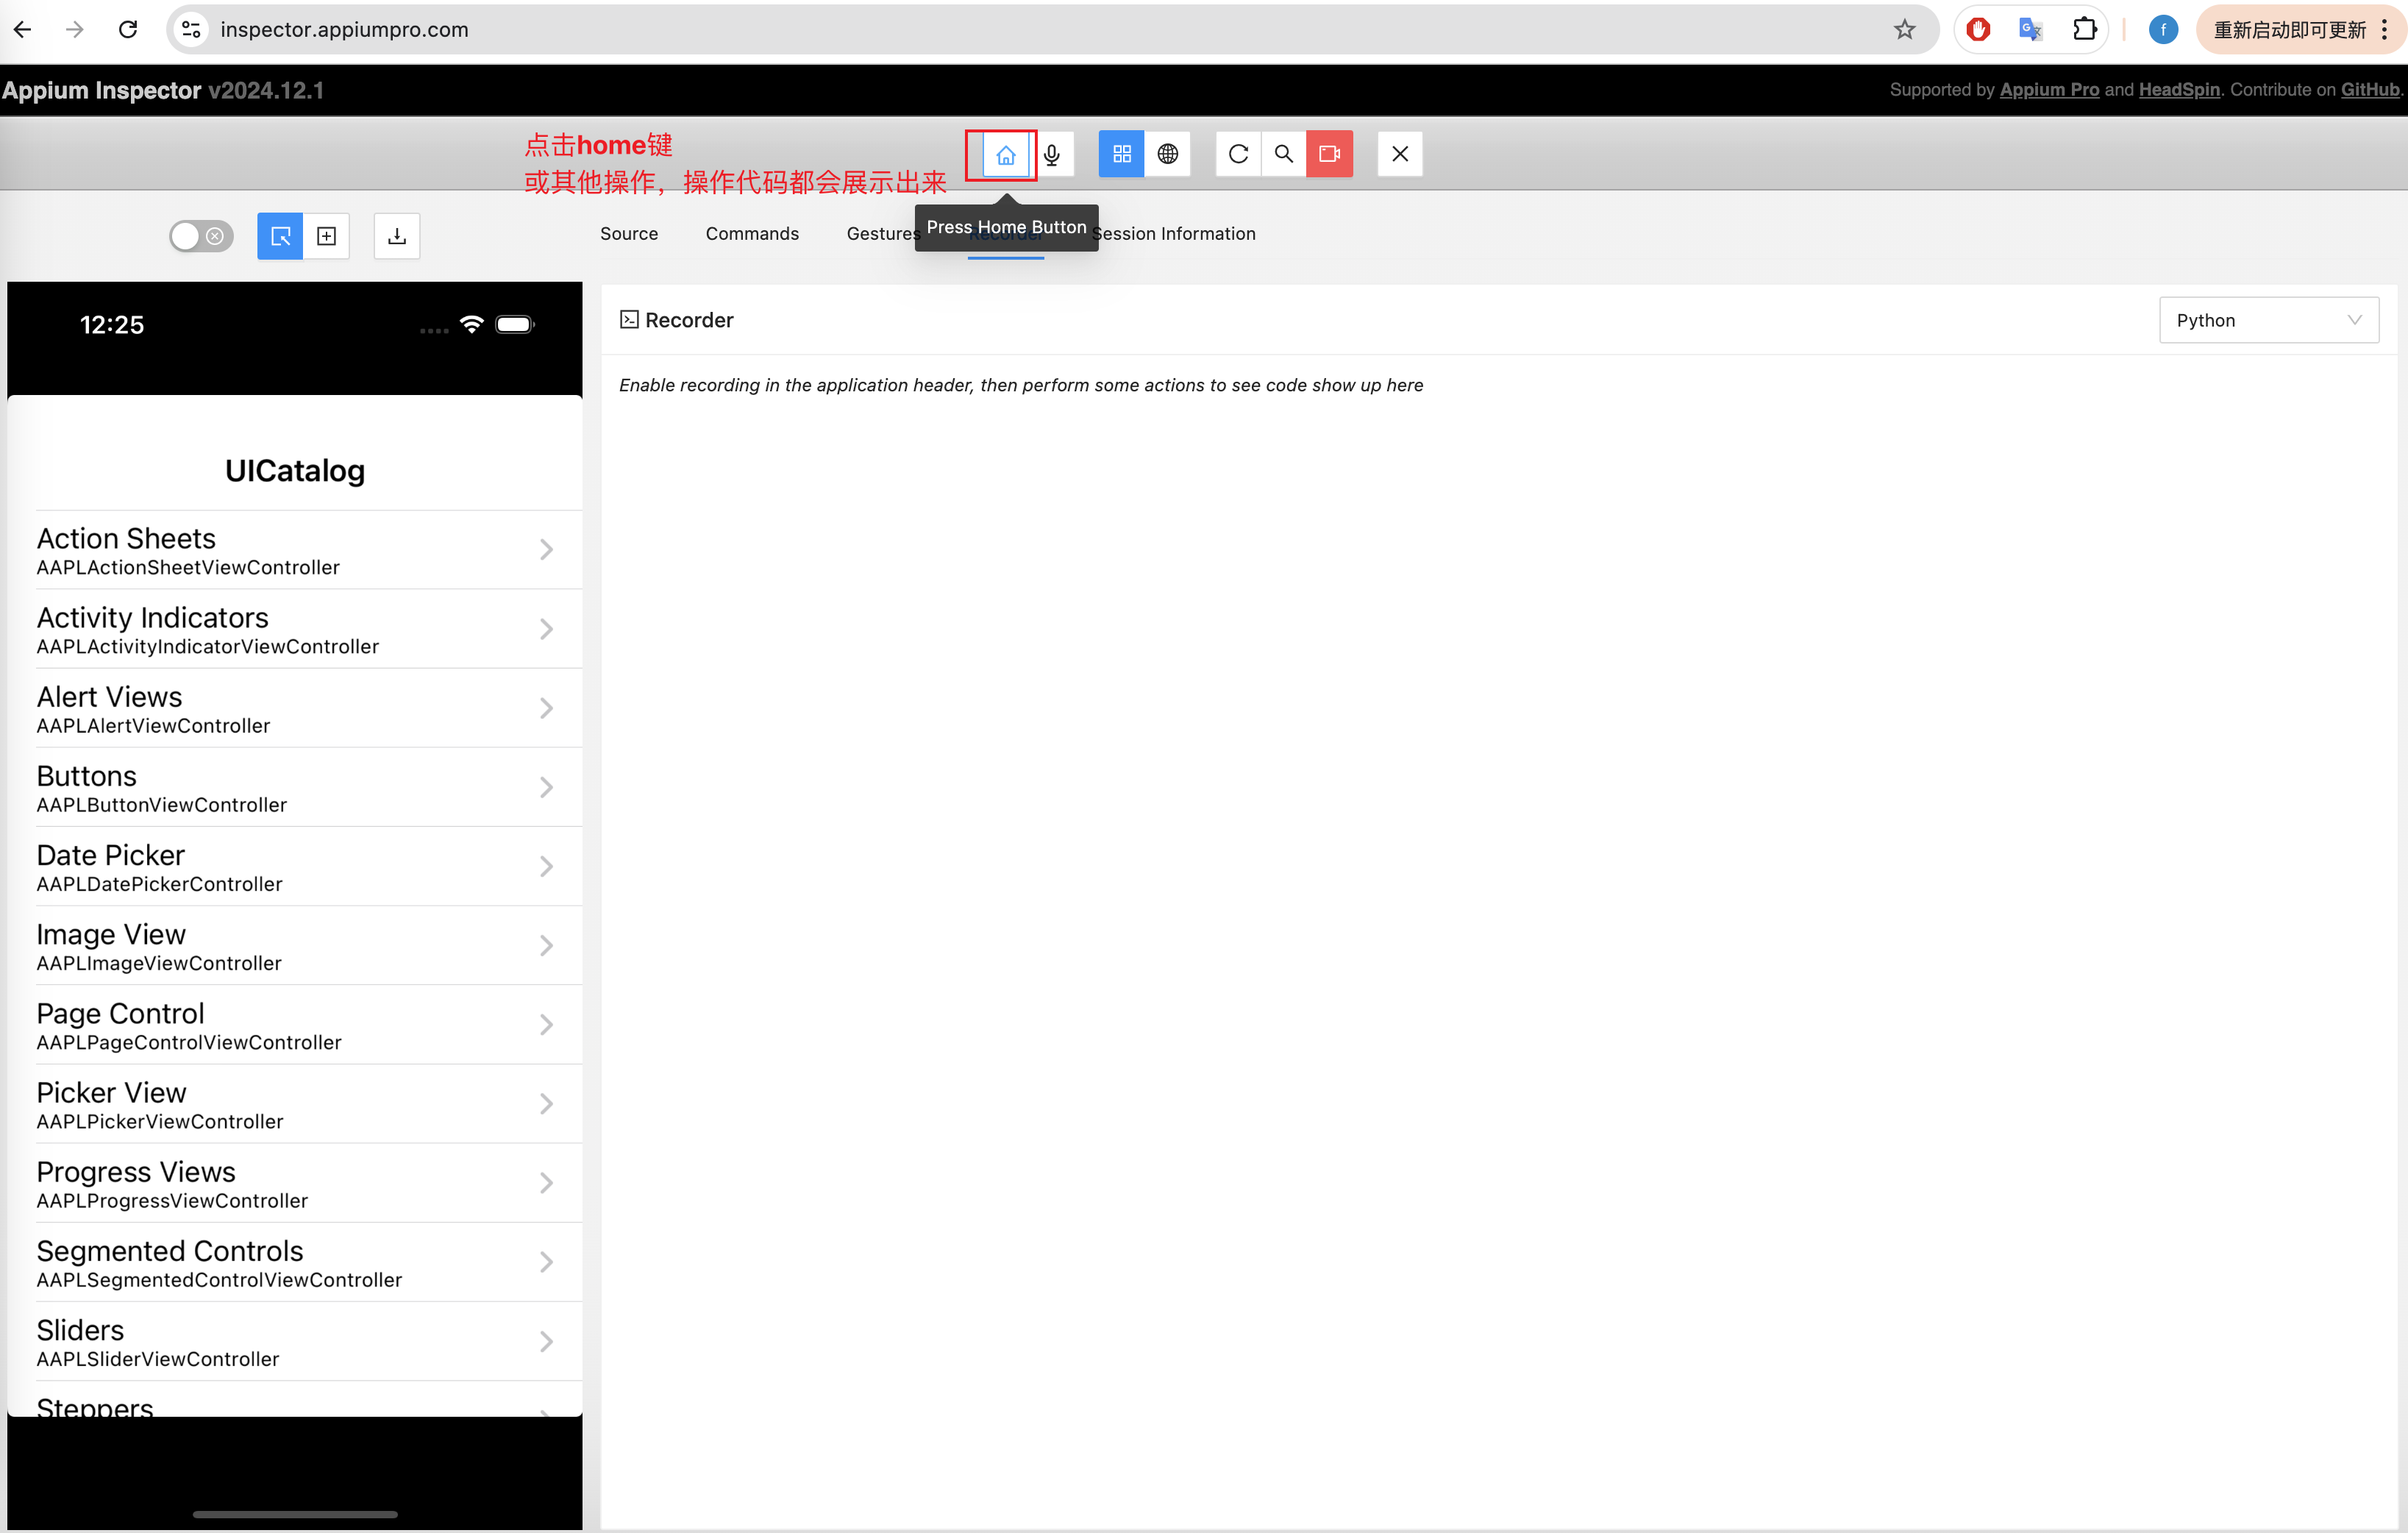 inspector.appiumpro.com
f
重新启动即可更新
Appium Inspector v2024.12.1
Supported by Appium Pro and HeadSpin. Contribute on GitHub.
点击home键
或其他操作，操作代码都会展示出来
Press Home Button
Source
Commands
Gestures
Recorder
Session Information
12:25
Recorder
Python
Enable recording in the application header, then perform some actions to see code show up here
UICatalog
Action Sheets
AAPLActionSheetViewController
Activity Indicators
AAPLActivityIndicatorViewController
Alert Views
AAPLAlertViewController
Buttons
AAPLButtonViewController
Date Picker
AAPLDatePickerController
Image View
AAPLImageViewController
Page Control
AAPLPageControlViewController
Picker View
AAPLPickerViewController
Progress Views
AAPLProgressViewController
Segmented Controls
AAPLSegmentedControlViewController
Sliders
AAPLSliderViewController
Steppers